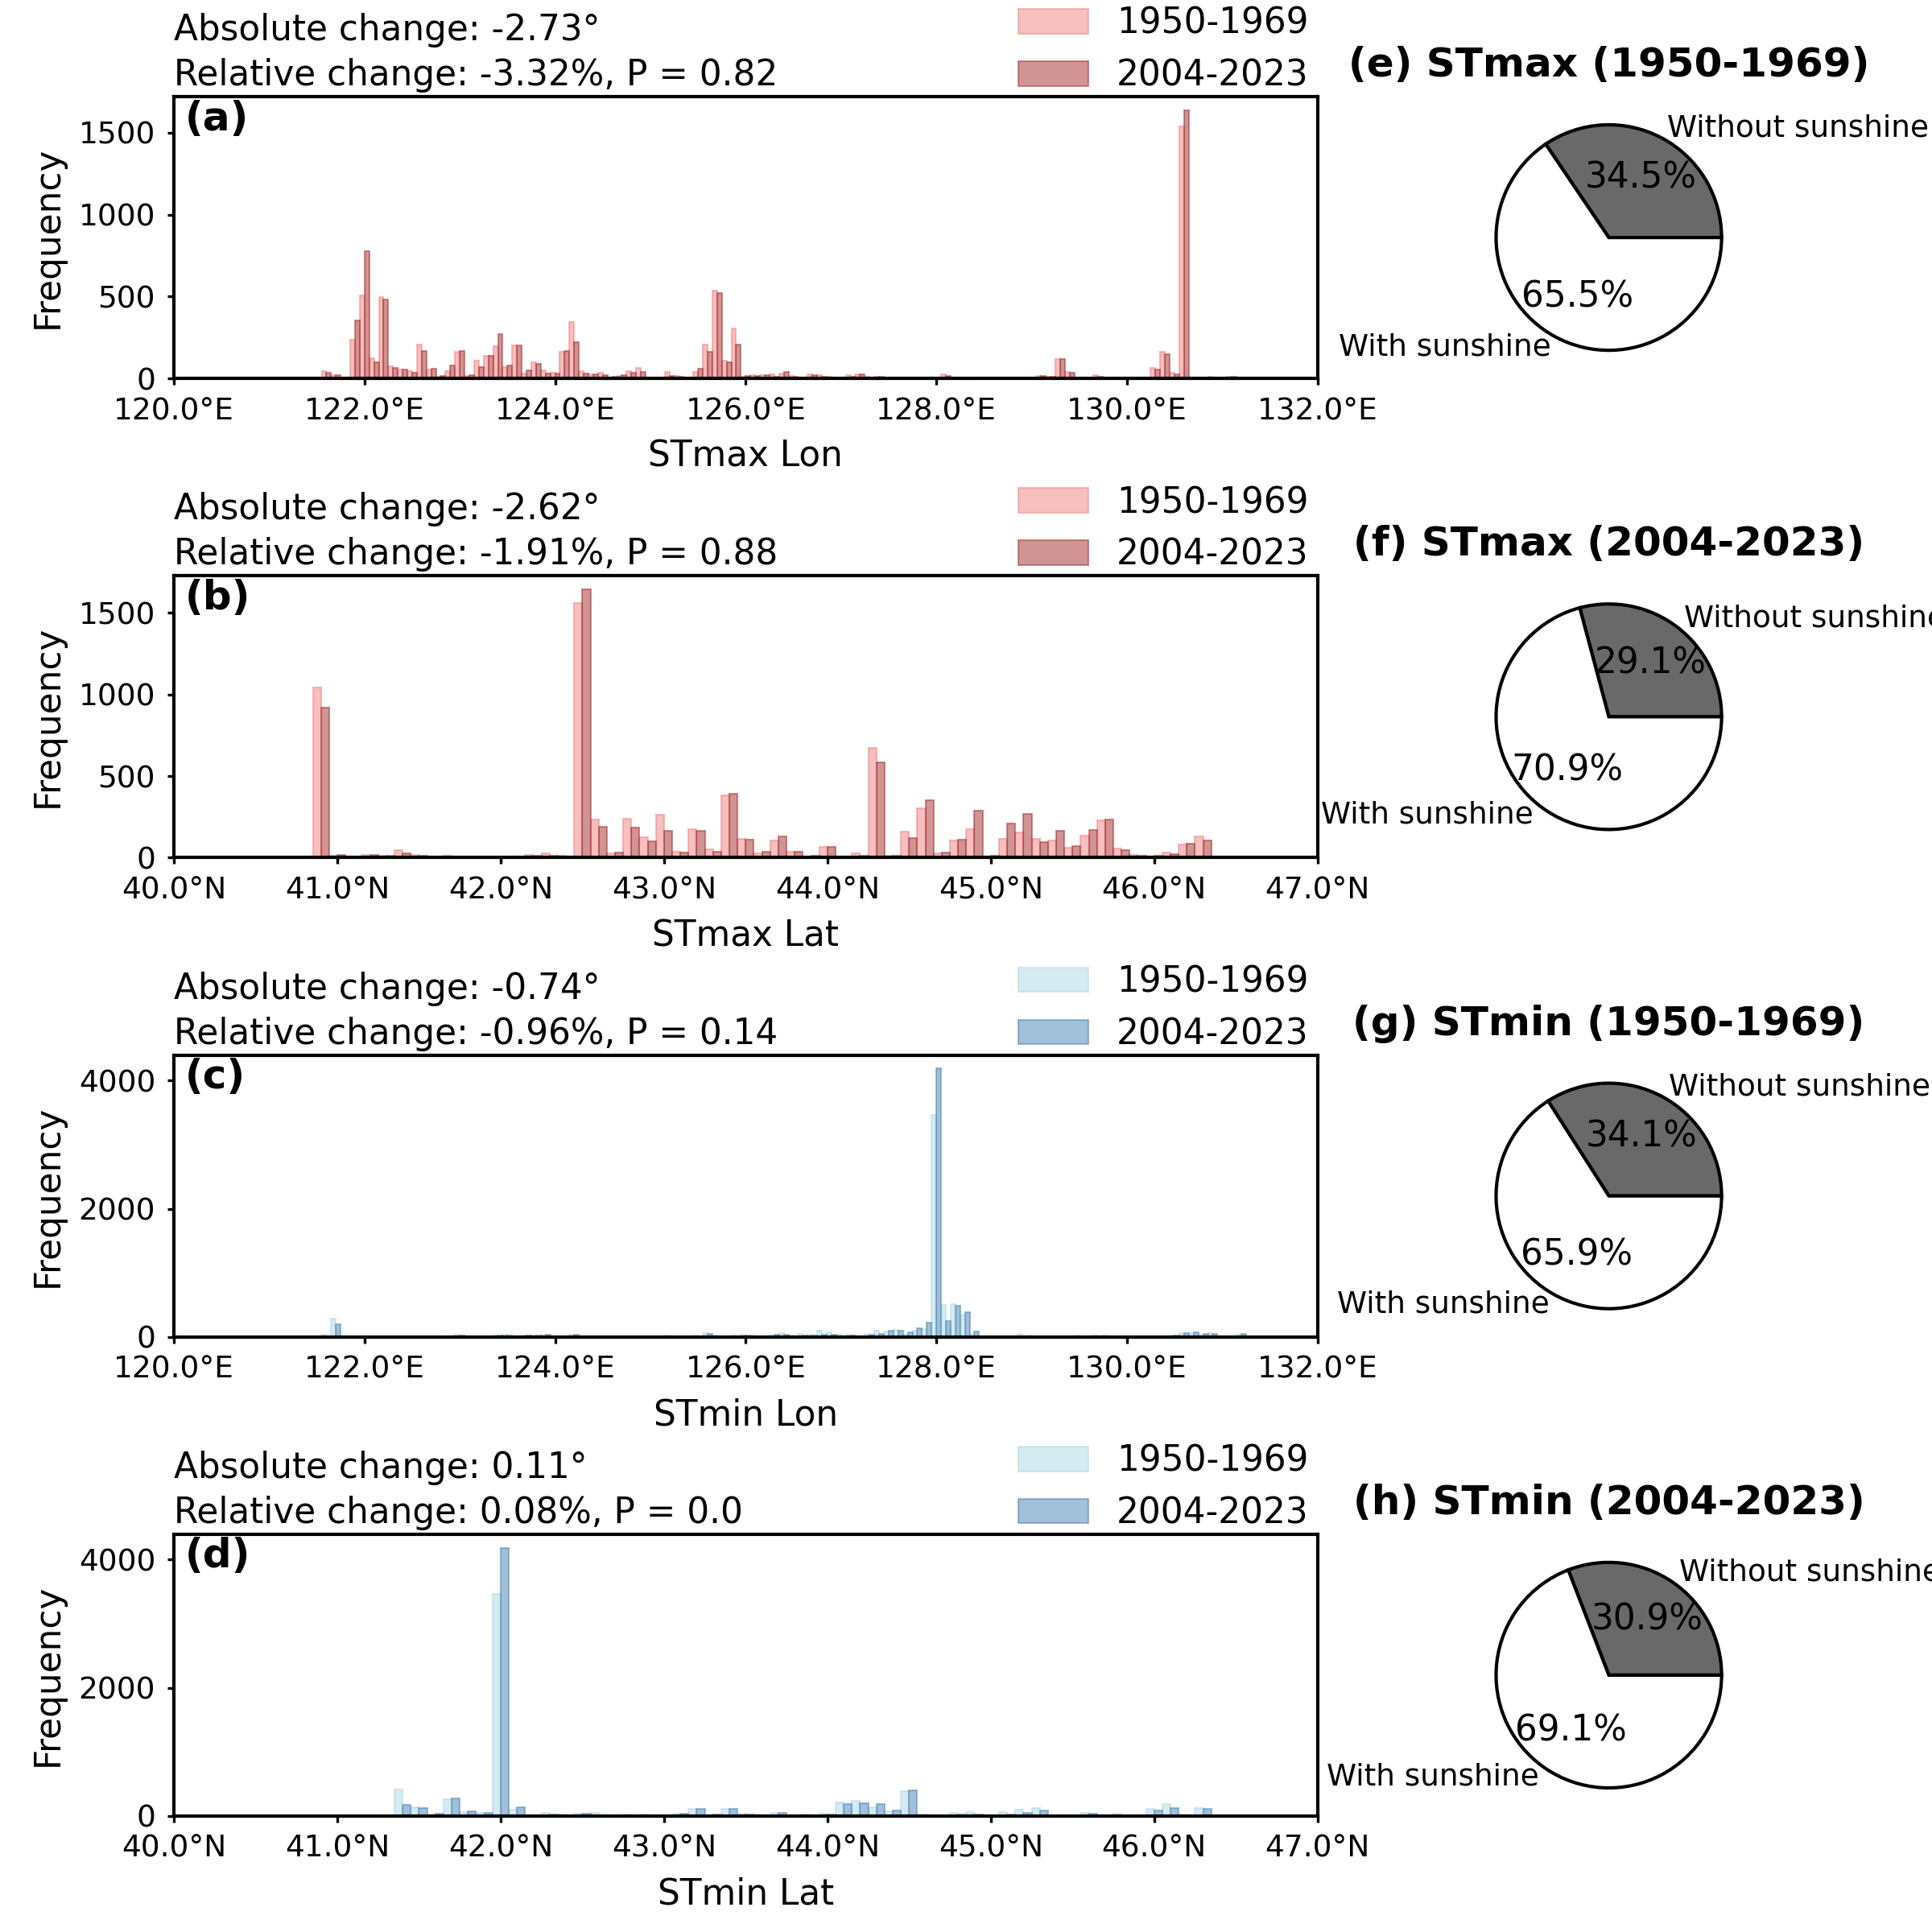 Absolute change: -2.73°
Relative change: -3.32%, P = 0.82
1950-1969
2004-2023
(a)
Frequency
1500
1000
500
0
120.0°E 122.0°E 124.0°E 126.0°E 128.0°E 130.0°E 132.0°E
STmax Lon
(e) STmax (1950-1969)
Without sunshine
34.5%
65.5%
With sunshine
Absolute change: -2.62°
Relative change: -1.91%, P = 0.88
1950-1969
2004-2023
(b)
Frequency
1500
1000
500
0
40.0°N 41.0°N 42.0°N 43.0°N 44.0°N 45.0°N 46.0°N 47.0°N
STmax Lat
(f) STmax (2004-2023)
Without sunshine
29.1%
70.9%
With sunshine
Absolute change: -0.74°
Relative change: -0.96%, P = 0.14
1950-1969
2004-2023
(c)
Frequency
4000
2000
0
120.0°E 122.0°E 124.0°E 126.0°E 128.0°E 130.0°E 132.0°E
STmin Lon
(g) STmin (1950-1969)
Without sunshine
34.1%
65.9%
With sunshine
Absolute change: 0.11°
Relative change: 0.08%, P = 0.0
1950-1969
2004-2023
(d)
Frequency
4000
2000
0
40.0°N 41.0°N 42.0°N 43.0°N 44.0°N 45.0°N 46.0°N 47.0°N
STmin Lat
(h) STmin (2004-2023)
Without sunshine
30.9%
69.1%
With sunshine